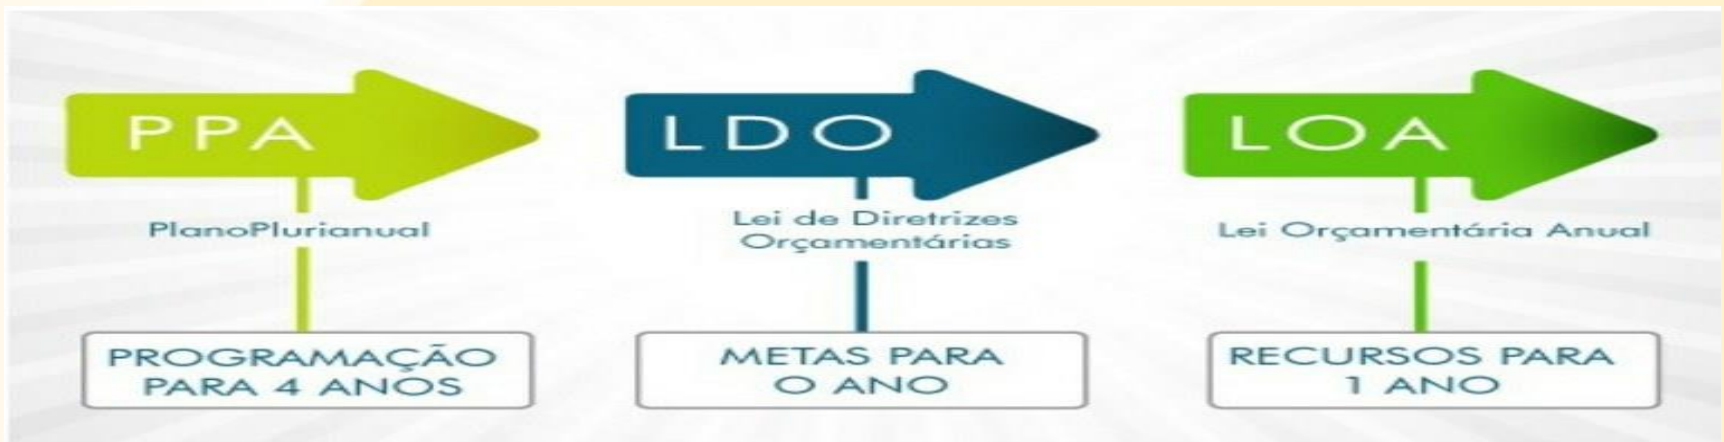 PPA
PlanoPlurianual
PROGRAMAÇÃO
PARA 4 ANOS
LDO
Lei de Diretrizes
Orçamentárias
METAS PARA
O ANO
LOA
Lei Orçamentária Anual
RECURSOS PARA
1 ANO